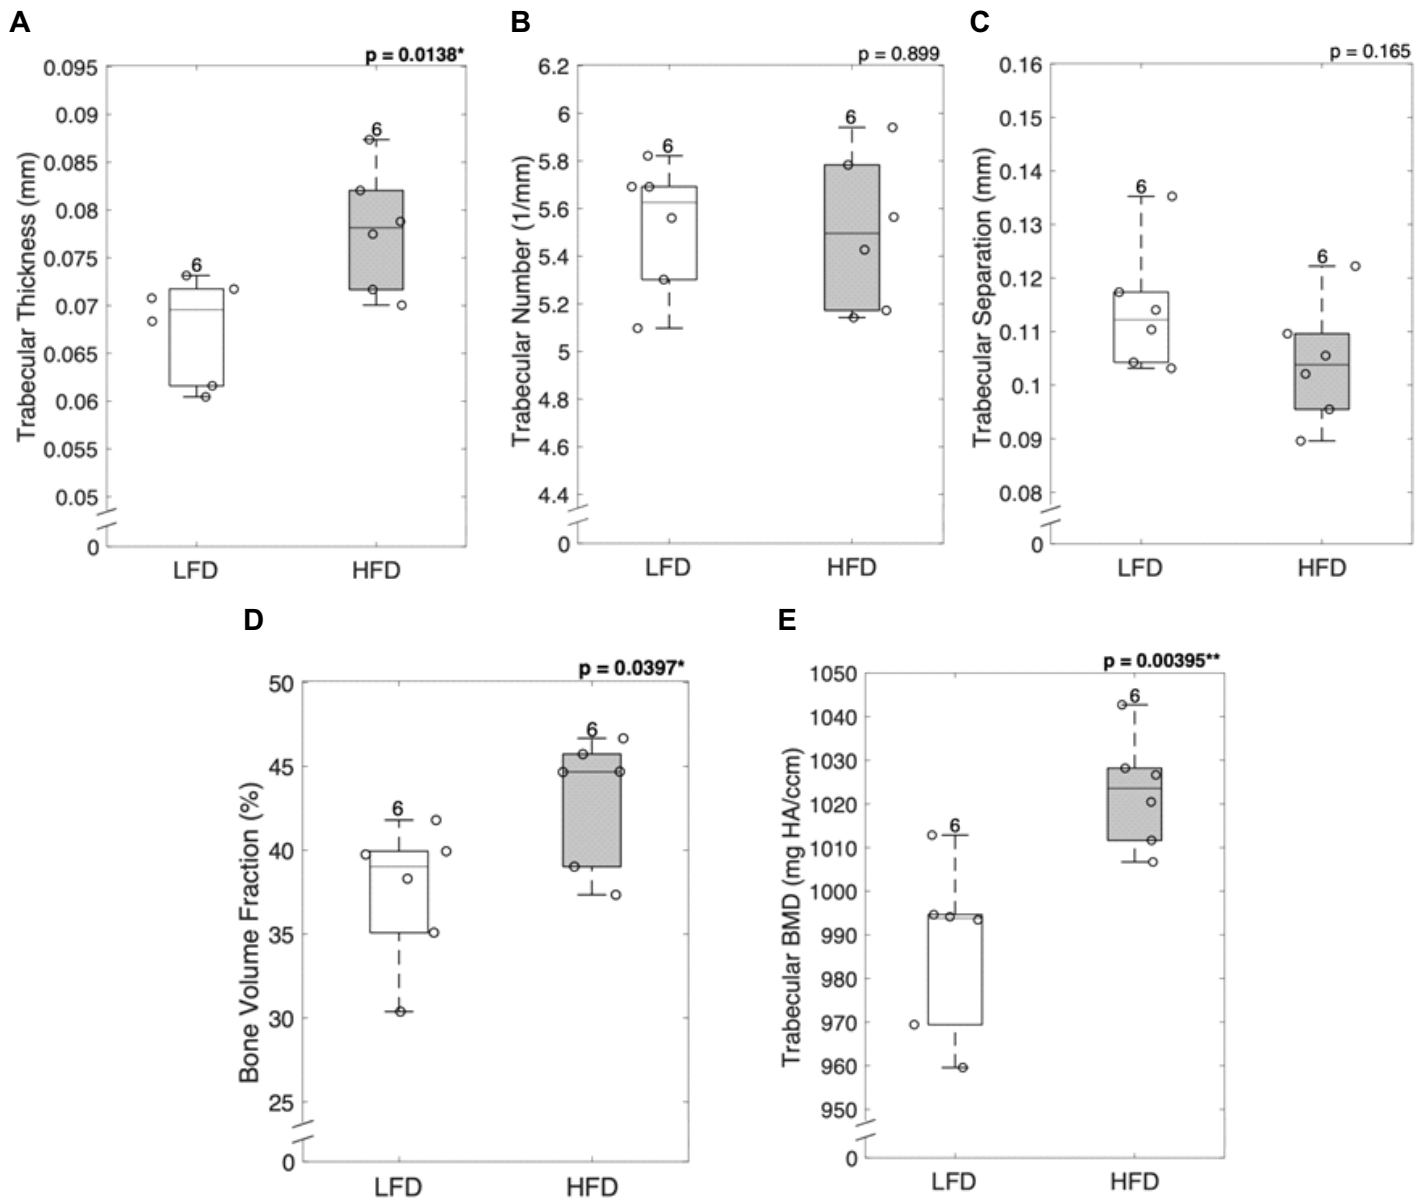 A
B
C
p = 0.0138*
p = 0.899
p = 0.165
Trabecular Thickness (mm)
0.095
0.09
0.085
0.08
0.075
0.07
0.065
0.06
0.055
0.05
0
6
6
LFD
HFD
Trabecular Number (1/mm)
6.2
6
5.8
5.6
5.4
5.2
5
4.8
4.6
4.4
0
6
6
LFD
HFD
Trabecular Separation (mm)
0.16
0.15
0.14
0.13
0.12
0.11
0.1
0.09
0.08
0
6
6
LFD
HFD
D
E
p = 0.0397*
p = 0.00395**
Bone Volume Fraction (%)
50
45
40
35
30
25
0
6
6
LFD
HFD
Trabecular BMD (mg HA/ccm)
1050
1040
1030
1020
1010
1000
990
980
970
960
950
0
6
6
LFD
HFD